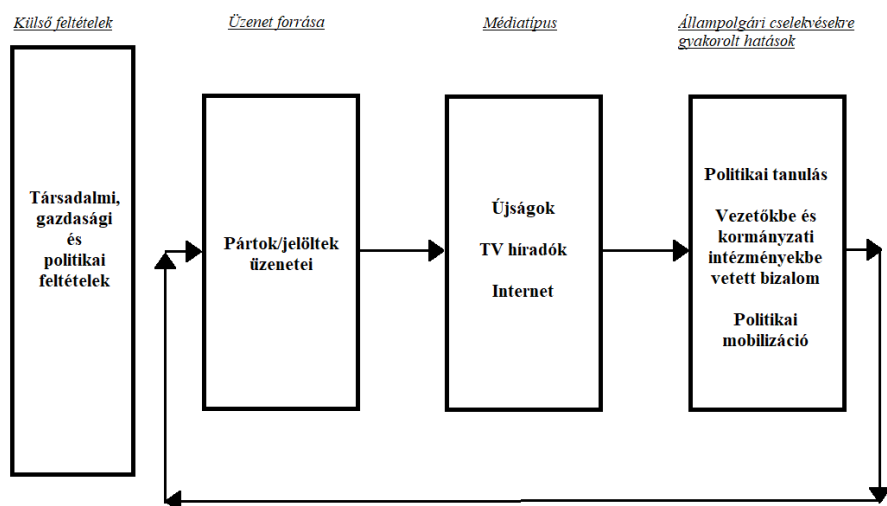 Külső feltételek
Üzenet forrása
Médiatípus
Állampolgári cselekvésekre
gyakorolt hatások
Társadalmi,
gazdasági
és
politikai
feltételek
Pártok/jelöltek
üzenetei
Újságok
TV híradók
Internet
Politikai tanulás
Vezetőkbe és
kormányzati
intézményekbe
vetett bizalom
Politikai
mobilizáció